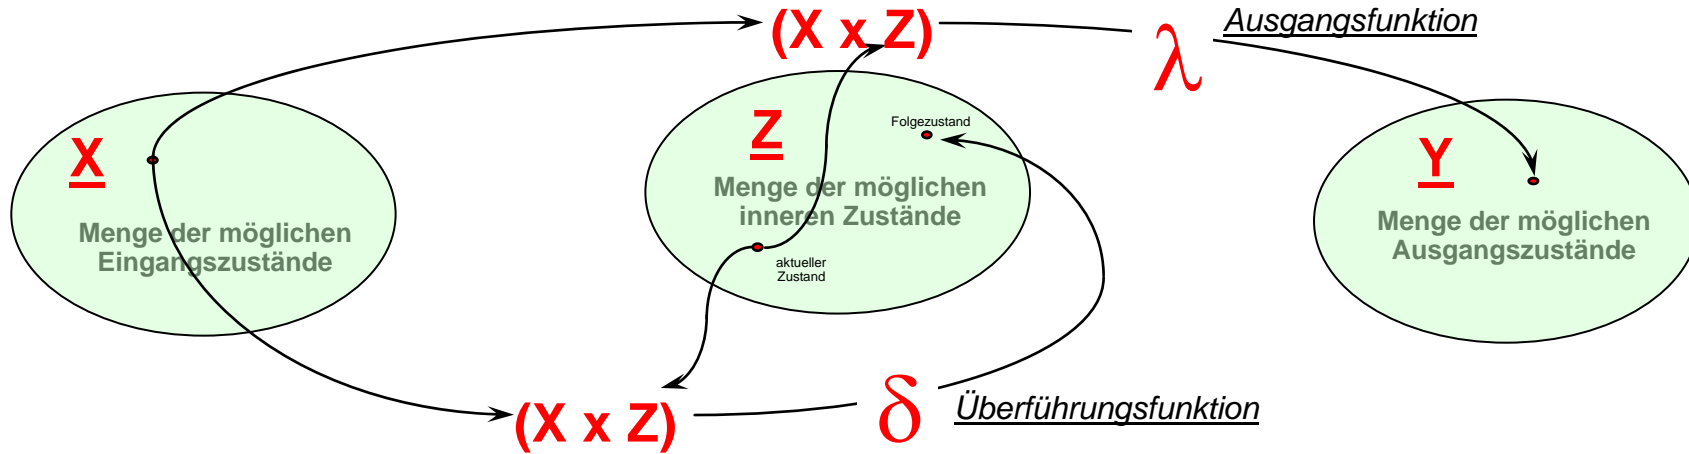 (X x Z)
λ
Ausgangsfunktion
X
Menge der möglichen
Eingangszustände
Z
Folgezustand
Menge der möglichen
inneren Zustände
aktueller
Zustand
Y
Menge der möglichen
Ausgangszustände
(X x Z)
δ
Überführungsfunktion